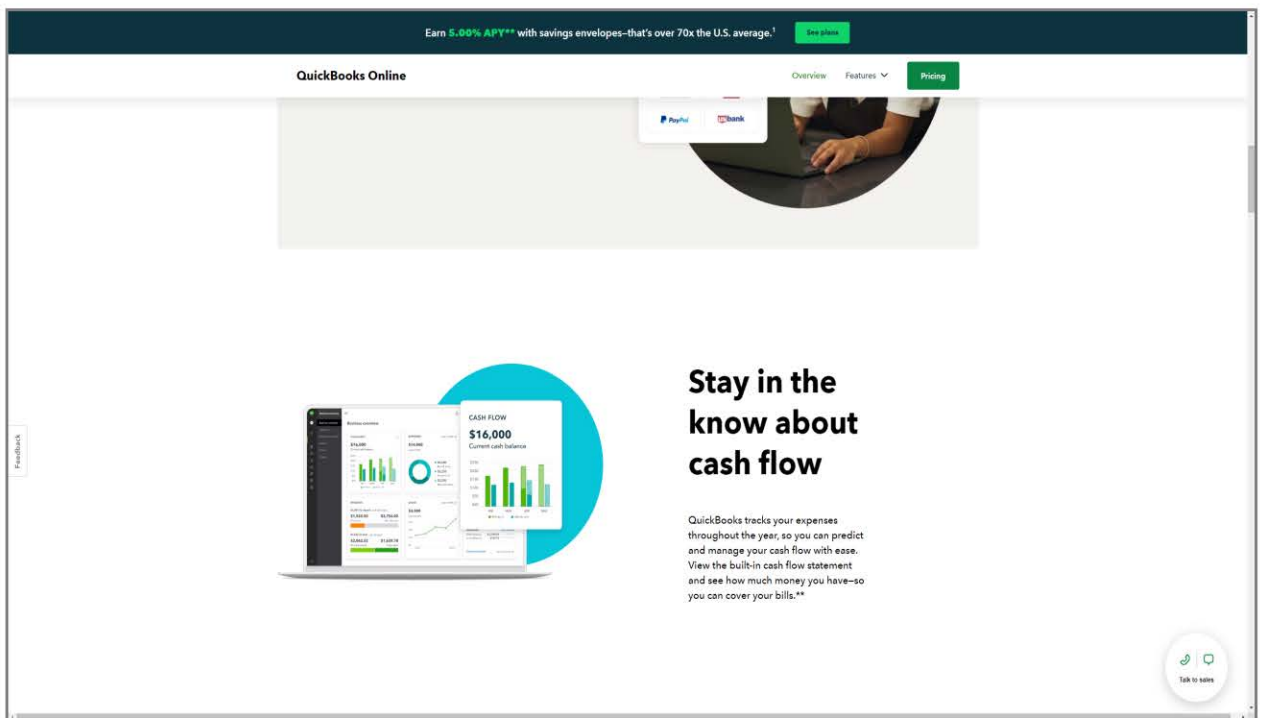 Earn 5.00% APY** with savings envelopes—that's over 70x the U.S. average.¹
See plans
QuickBooks Online
Overview
Features
Pricing
PayPal
usbank
Feedback
Business overview
CASH FLOW
$16,000
Current cash balance
Stay in the
know about
cash flow
QuickBooks tracks your expenses
throughout the year, so you can predict
and manage your cash flow with ease.
View the built-in cash flow statement
and see how much money you have—so
you can cover your bills.**
Talk to sales